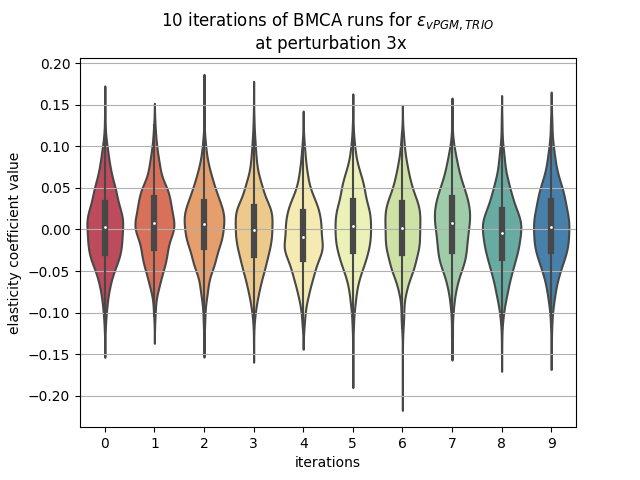 10 iterations of BMCA runs for ε_{vPGM, TRIO}
at perturbation 3x
elasticity coefficient value
0.20
0.15
0.10
0.05
0.00
−0.05
−0.10
−0.15
−0.20
0 1 2 3 4 5 6 7 8 9
iterations